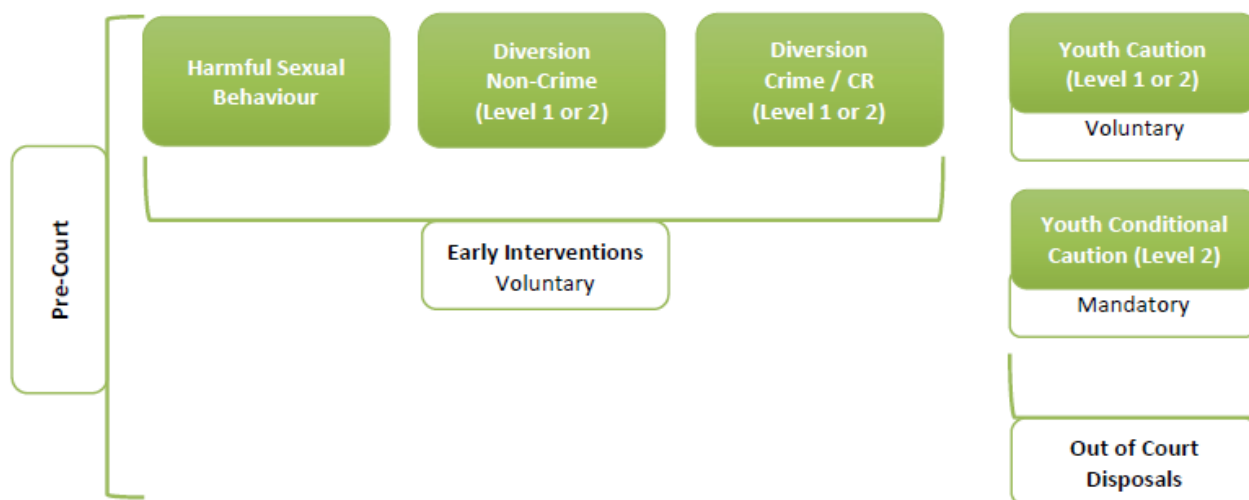 Pre-Court
Harmful Sexual
Behaviour
Diversion
Non-Crime
(Level 1 or 2)
Diversion
Crime / CR
(Level 1 or 2)
Early Interventions
Voluntary
Youth Caution
(Level 1 or 2)
Voluntary
Youth Conditional
Caution (Level 2)
Mandatory
Out of Court
Disposals